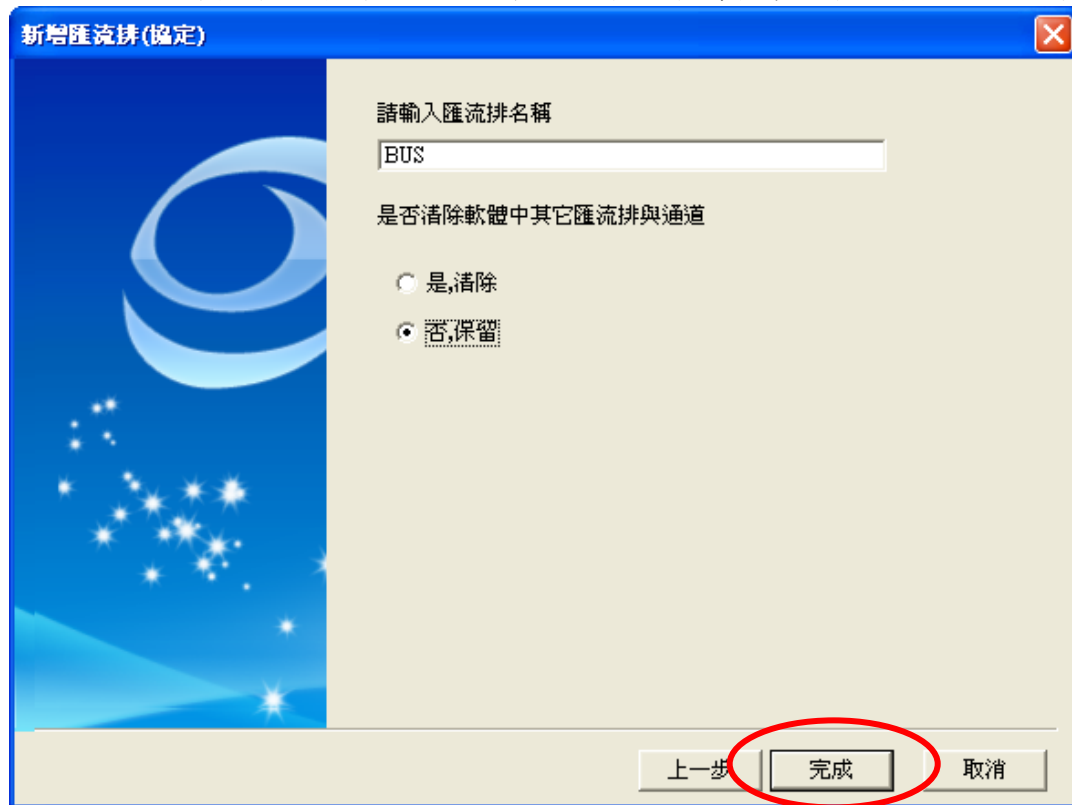 新增匯流排(協定)
請輸入匯流排名稱
BUS
是否清除軟體中其它匯流排與通道
是,清除
否,保留
上一步
完成
取消